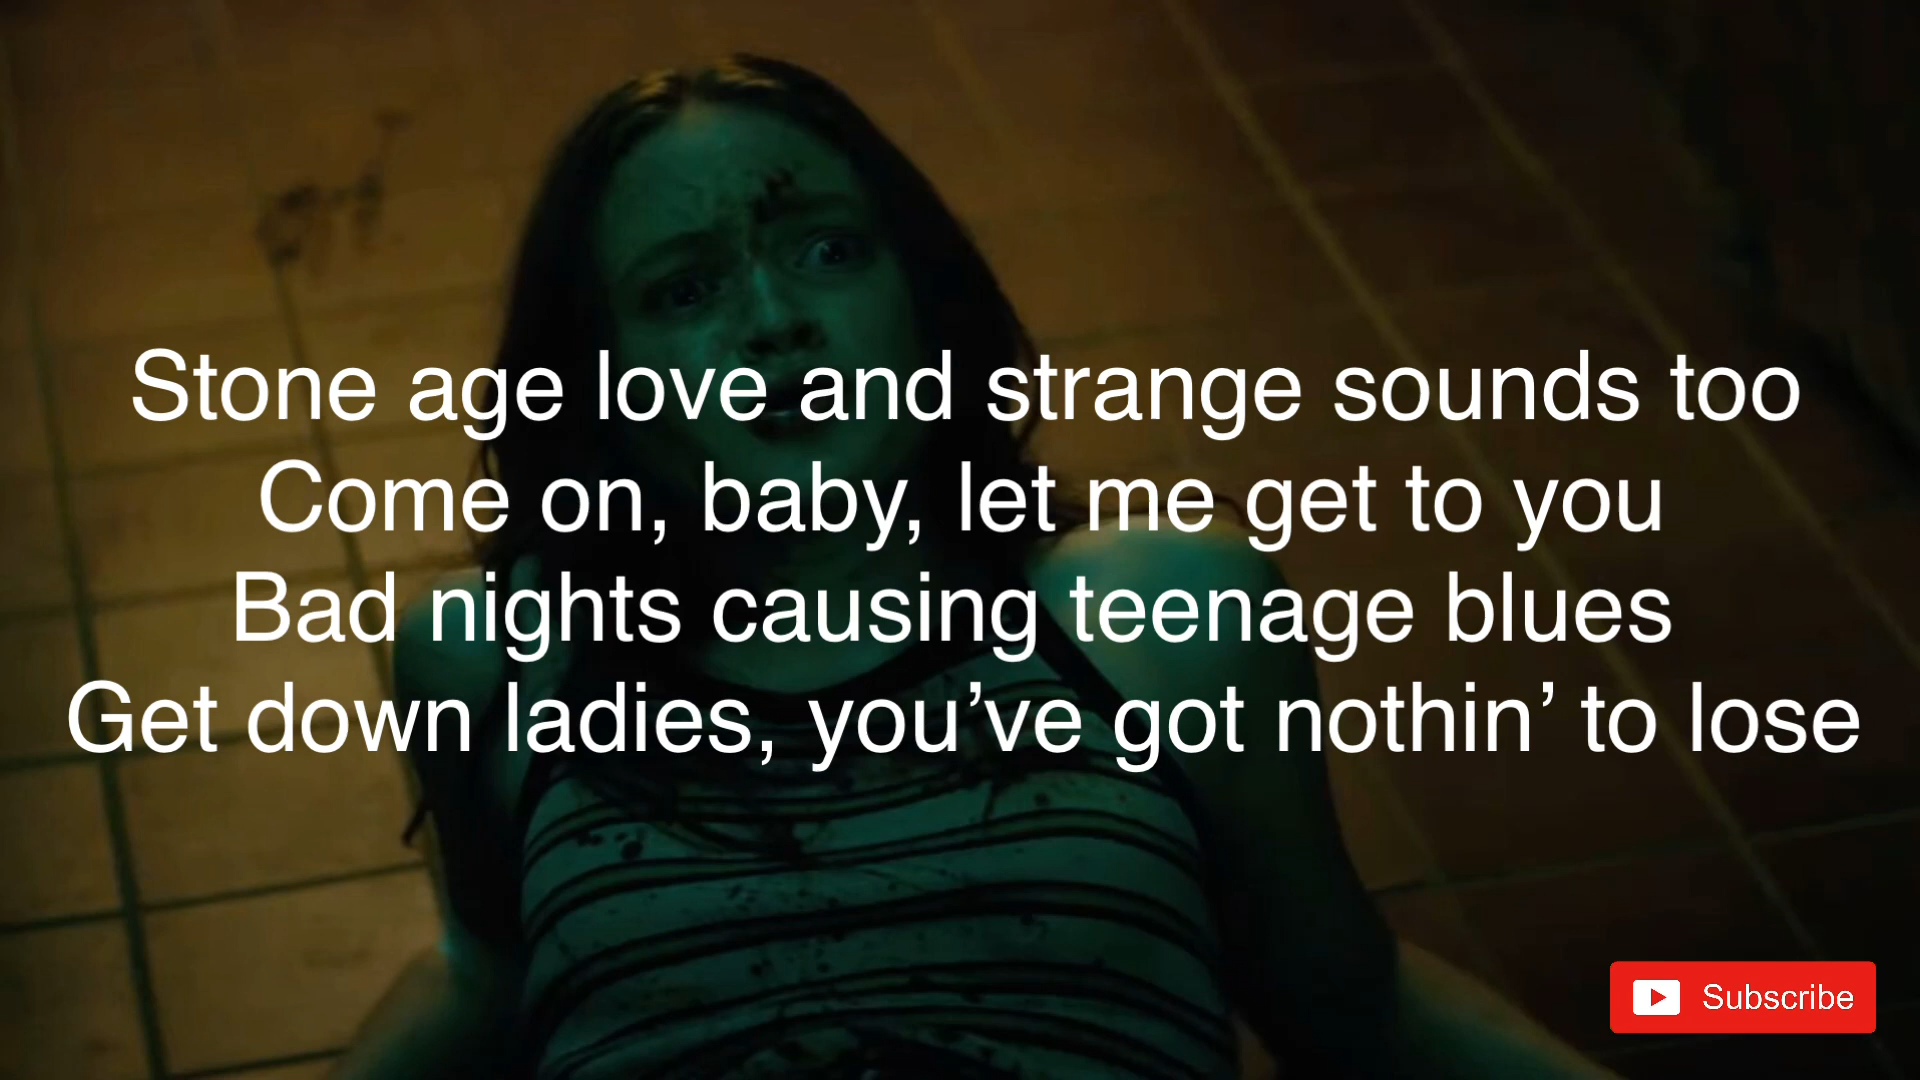 Stone age love and strange sounds too
Come on, baby, let me get to you
Bad nights causing teenage blues
Get down ladies, you’ve got nothin’ to lose
Subscribe